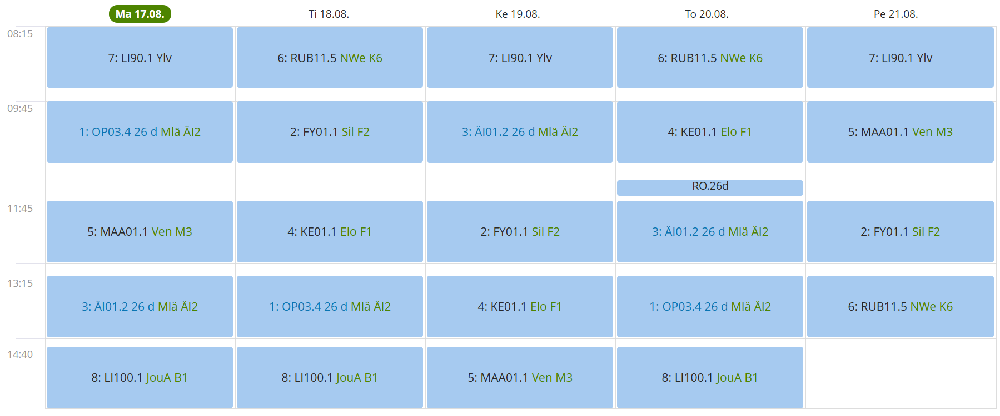 Ma 17.08. Ti 18.08. Ke 19.08. To 20.08. Pe 21.08.
08:15
7: LI90.1 Ylv 6: RUB11.5 NWe K6 7: LI90.1 Ylv 6: RUB11.5 NWe K6 7: LI90.1 Ylv
09:45
1: OP03.4 26 d Mlä ÄI2 2: FY01.1 Sil F2 3: ÄI01.2 26 d Mlä ÄI2 4: KE01.1 Elo F1 5: MAA01.1 Ven M3
RO.26d
11:45
5: MAA01.1 Ven M3 4: KE01.1 Elo F1 2: FY01.1 Sil F2 3: ÄI01.2 26 d Mlä ÄI2 2: FY01.1 Sil F2
13:15
3: ÄI01.2 26 d Mlä ÄI2 1: OP03.4 26 d Mlä ÄI2 4: KE01.1 Elo F1 1: OP03.4 26 d Mlä ÄI2 6: RUB11.5 NWe K6
14:40
8: LI100.1 JouA B1 8: LI100.1 JouA B1 5: MAA01.1 Ven M3 8: LI100.1 JouA B1